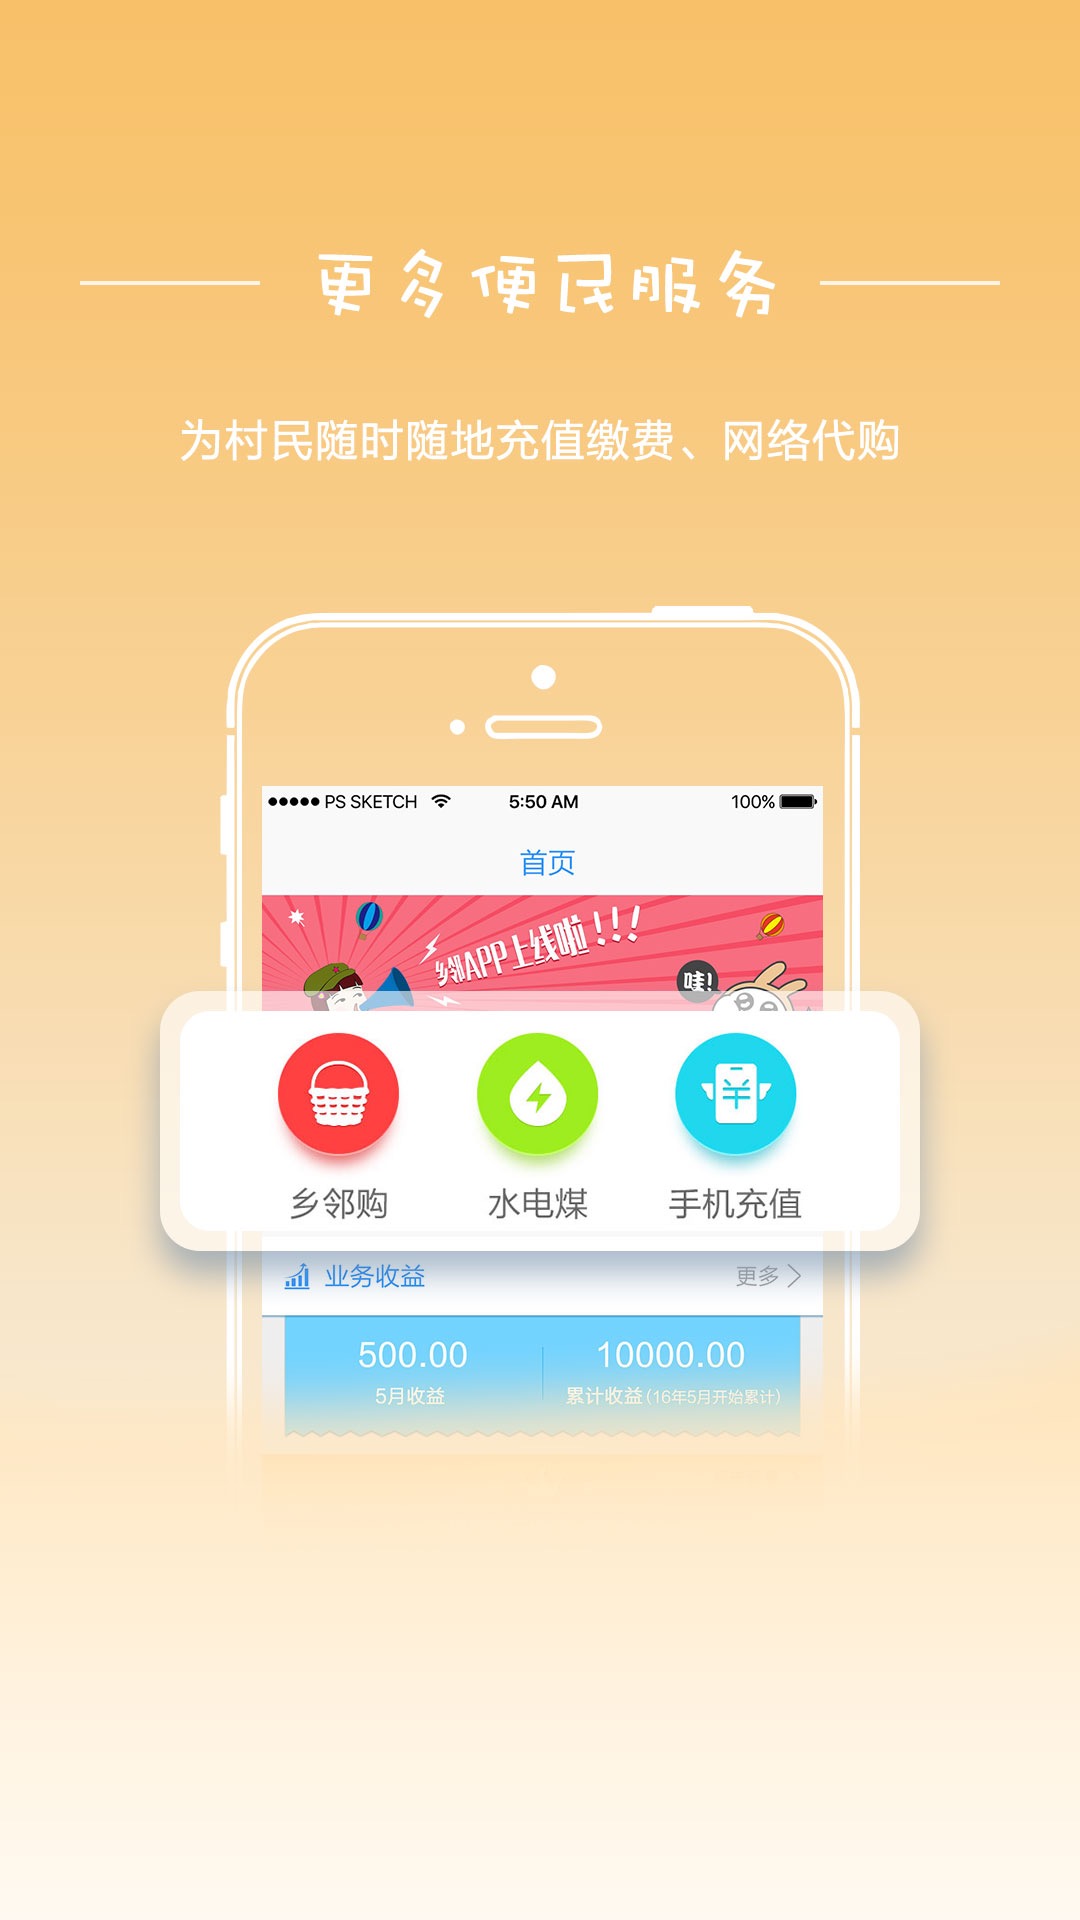 更多便民服务
为村民随时随地充值缴费、网络代购
PS SKETCH 5:50 AM 100%
首页
乡邻APP上线啦!!!
哇!
乡邻购 水电煤 手机充值
业务收益 更多
500.00 10000.00
5月收益 累计收益(16年5月开始累计)